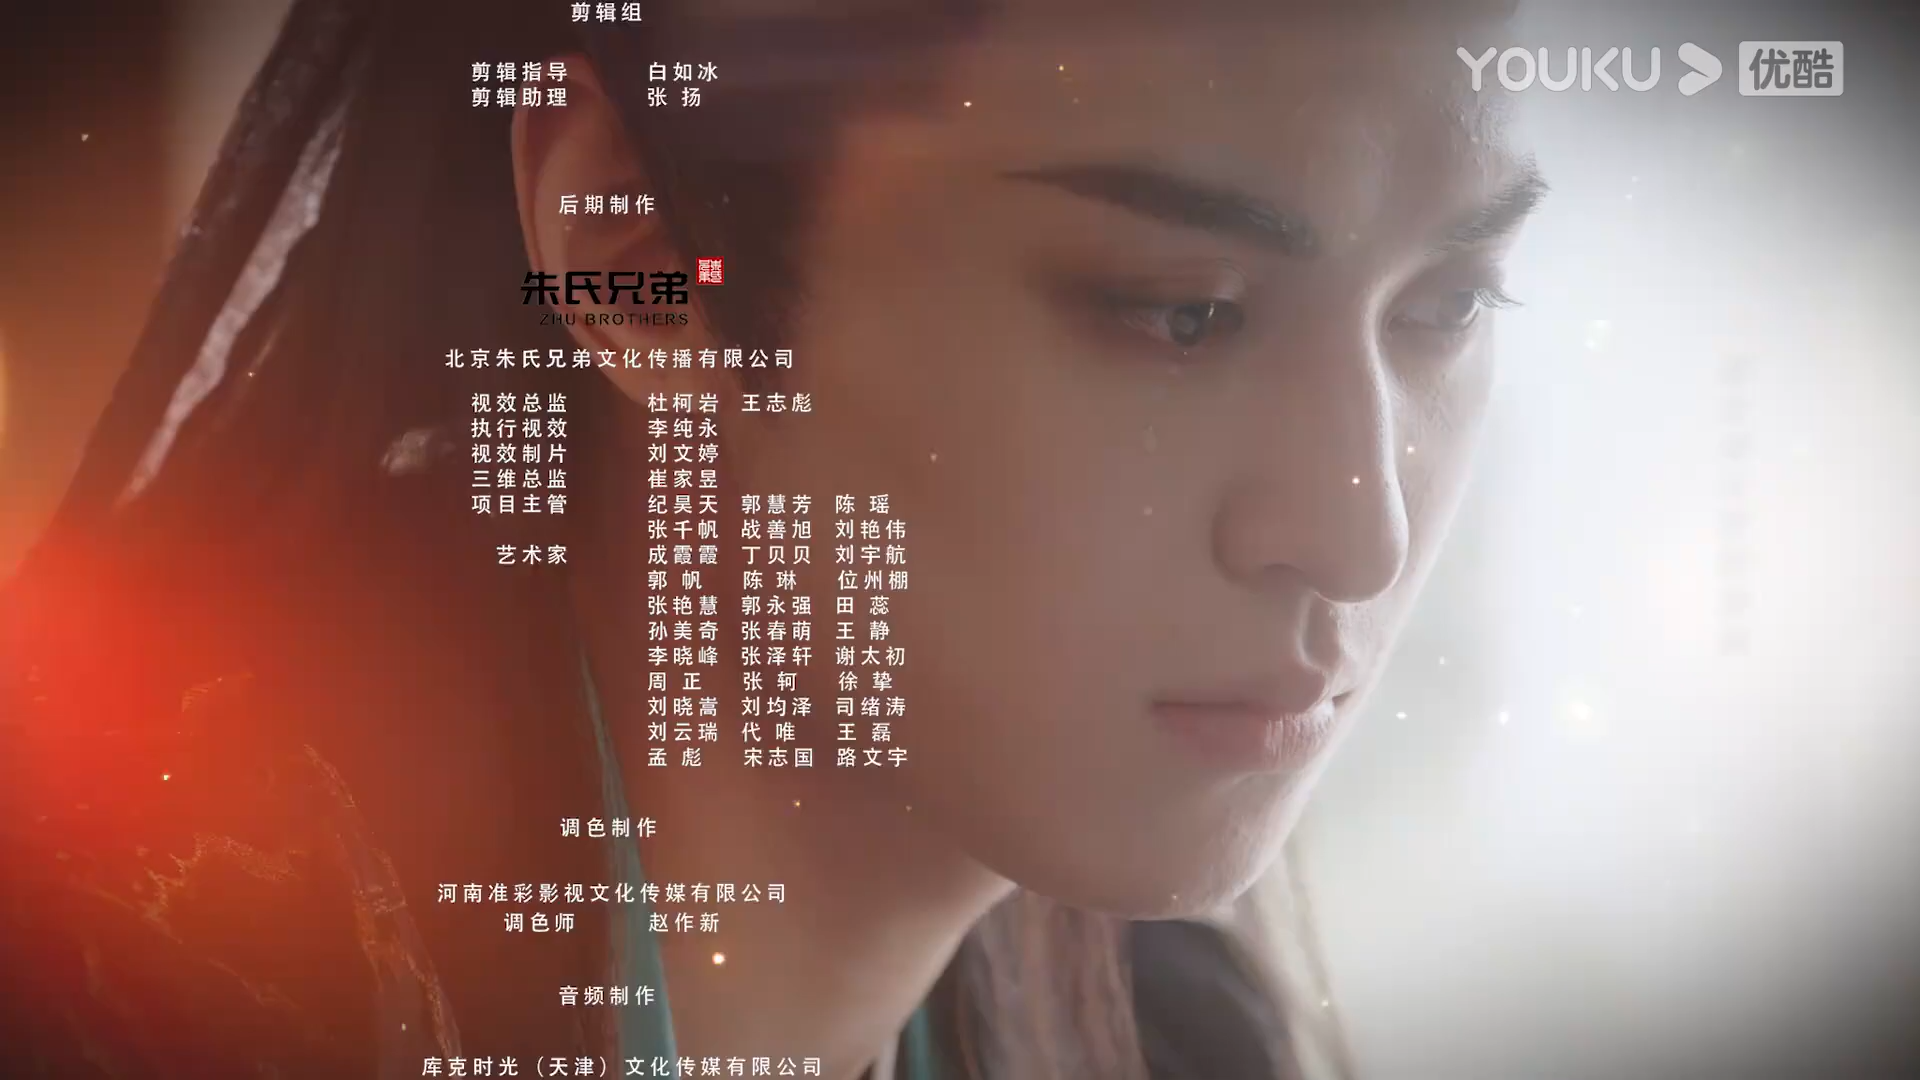 剪辑组
YOUKU 优酷
剪辑指导 白如冰
剪辑助理 张 扬
后期制作
朱氏兄弟
ZHU BROTHERS
北京朱氏兄弟文化传播有限公司
视效总监 杜柯岩 王志彪
执行视效 李纯永
视效制片 刘文婷
三维总监 崔家昱
项目主管 纪昊天 郭慧芳 陈 瑶
张千帆 战善旭 刘艳伟
艺术家 成霞霞 丁贝贝 刘宇航
郭 帆 陈 琳 位州棚
张艳慧 郭永强 田 蕊
孙美奇 张春萌 王 静
李晓峰 张泽轩 谢太初
周 正 张 轲 徐 挚
刘晓嵩 刘均泽 司绪涛
刘云瑞 代 唯 王 磊
孟 彪 宋志国 路文宇
调色制作
河南准彩影视文化传媒有限公司
调色师 赵作新
音频制作
库克时光（天津）文化传媒有限公司